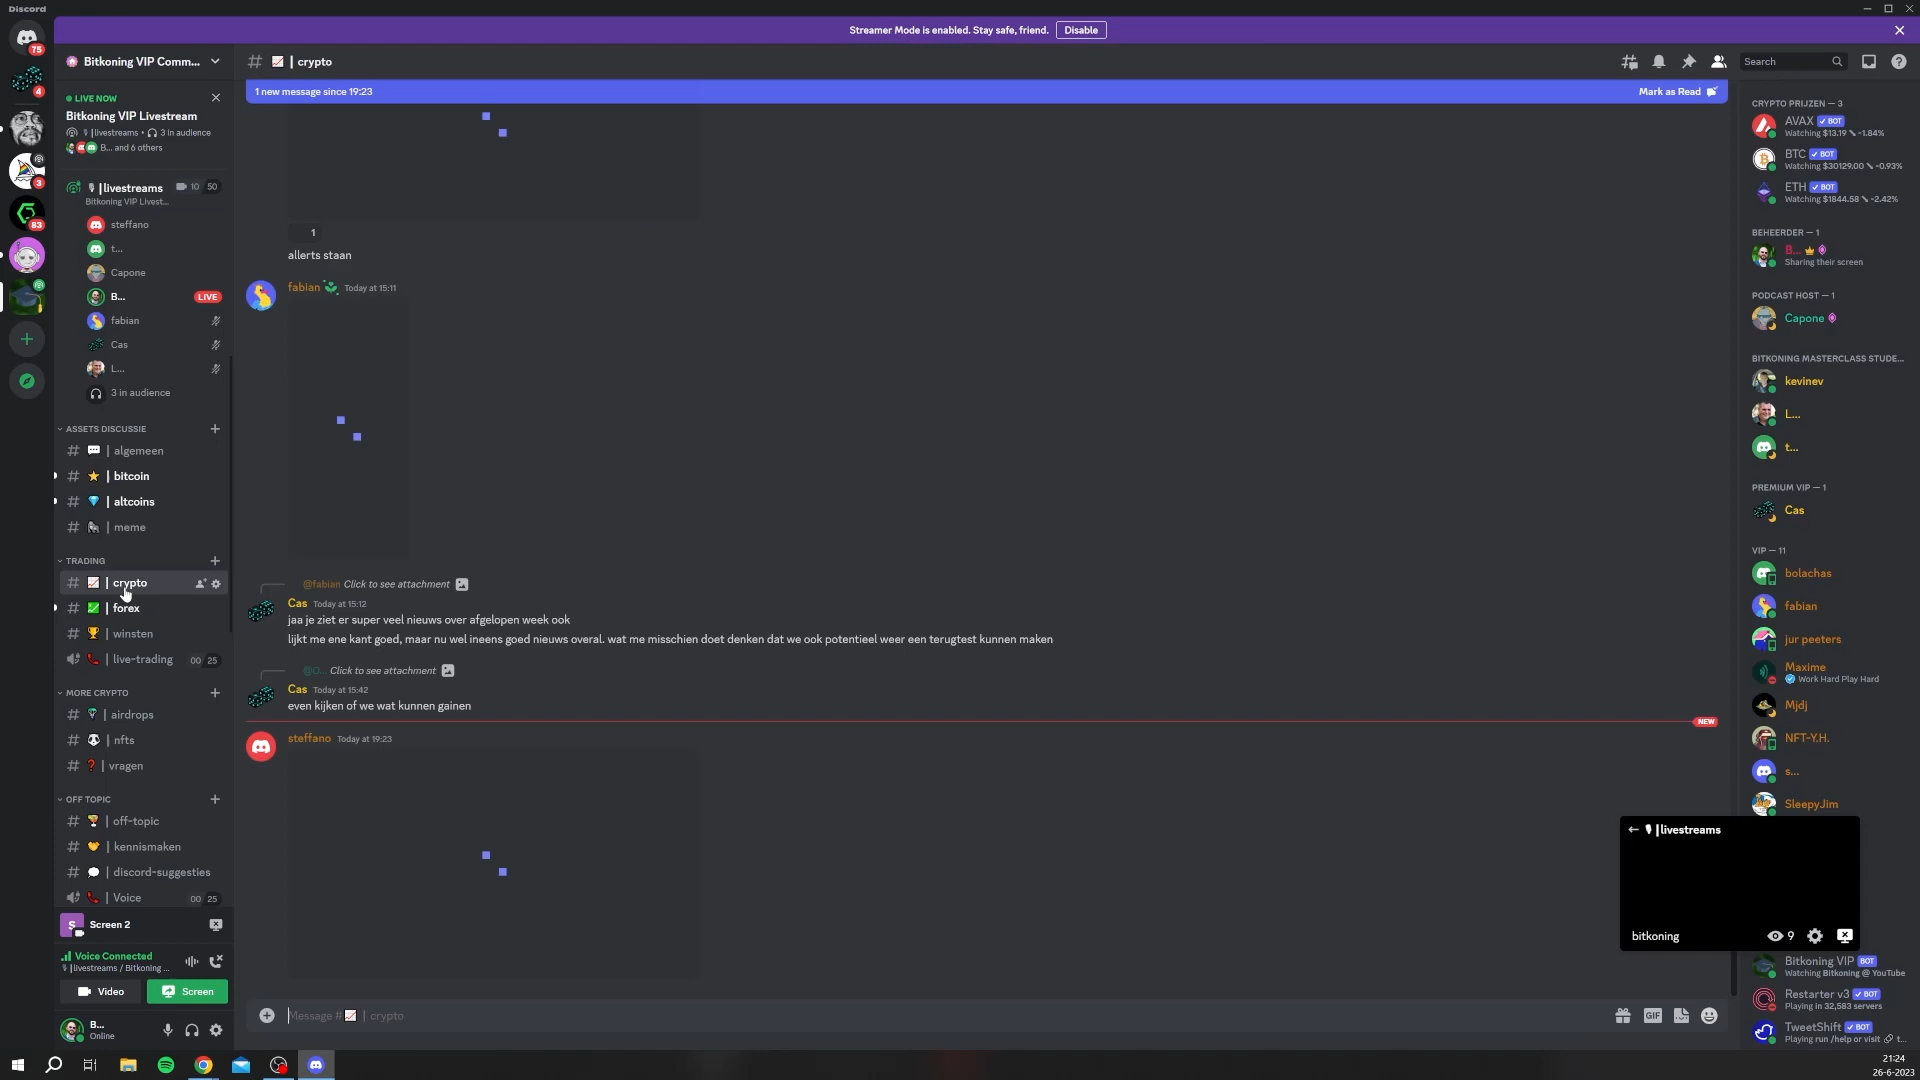 Discord
Streamer Mode is enabled. Stay safe, friend. Disable
75
4
3
83
Bitkoning VIP Comm...
LIVE NOW
Bitkoning VIP Livestream
|livestreams • 3 in audience
B... and 6 others
|livestreams 10 50
Bitkoning VIP Livest...
steffano
t...
Capone
B... LIVE
fabian
Cas
L...
3 in audience
ASSETS DISCUSSIE
# | algemeen
# | bitcoin
# | altcoins
# | meme
TRADING
# | crypto
# | forex
# | winsten
| live-trading 00 25
MORE CRYPTO
# | airdrops
# | nfts
# ? | vragen
OFF TOPIC
# | off-topic
# | kennismaken
# | discord-suggesties
| Voice 00 25
S Screen 2
Voice Connected
|livestreams / Bitkoning ...
Video Screen
B...
Online
# | crypto
Search
1 new message since 19:23 Mark as Read
1
allerts staan
fabian Today at 15:11
@fabian Click to see attachment
Cas Today at 15:12
jaa je ziet er super veel nieuws over afgelopen week ook
lijkt me ene kant goed, maar nu wel ineens goed nieuws overal. wat me misschien doet denken dat we ook potentieel weer een terugtest kunnen maken
@O... Click to see attachment
Cas Today at 15:42
even kijken of we wat kunnen gainen
NEW
steffano Today at 19:23
Message # | crypto
GIF
CRYPTO PRIJZEN — 3
AVAX BOT
Watching $13.19 -1.84%
BTC BOT
Watching $30129.00 -0.93%
ETH BOT
Watching $1844.58 -2.42%
BEHEERDER — 1
B...
Sharing their screen
PODCAST HOST — 1
Capone
BITKONING MASTERCLASS STUDE...
kevinev
L...
t...
PREMIUM VIP — 1
Cas
VIP — 11
bolachas
fabian
jur peeters
Maxime
Work Hard Play Hard
Mjdj
NFT-Y.H.
s...
SleepyJim
|livestreams
bitkoning 9
Bitkoning VIP BOT
Watching Bitkoning @ YouTube
Restarter v3 BOT
Playing in 32,583 servers
TweetShift BOT
Playing run /help or visit t...
21:24
26-6-2023